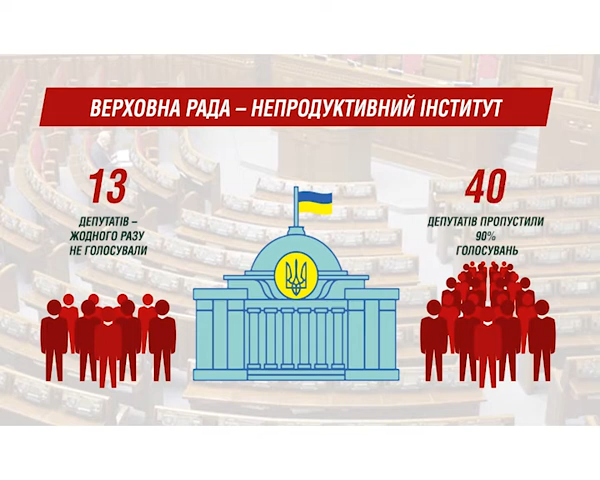 ВЕРХОВНА РАДА – НЕПРОДУКТИВНИЙ ІНСТИТУТ
13
ДЕПУТАТІВ –
ЖОДНОГО РАЗУ
НЕ ГОЛОСУВАЛИ
40
ДЕПУТАТІВ ПРОПУСТИЛИ
90%
ГОЛОСУВАНЬ